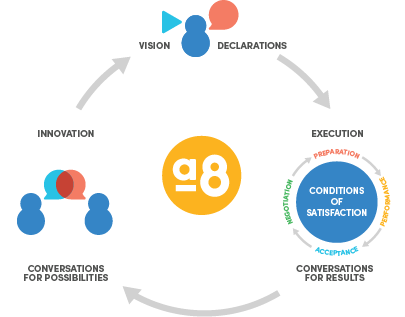 VISION
DECLARATIONS
INNOVATION
EXECUTION
PREPARATION
PERFORMANCE
ACCEPTANCE
NEGOTIATION
CONDITIONS
OF
SATISFACTION
a8
CONVERSATIONS
FOR POSSIBILITIES
CONVERSATIONS
FOR RESULTS